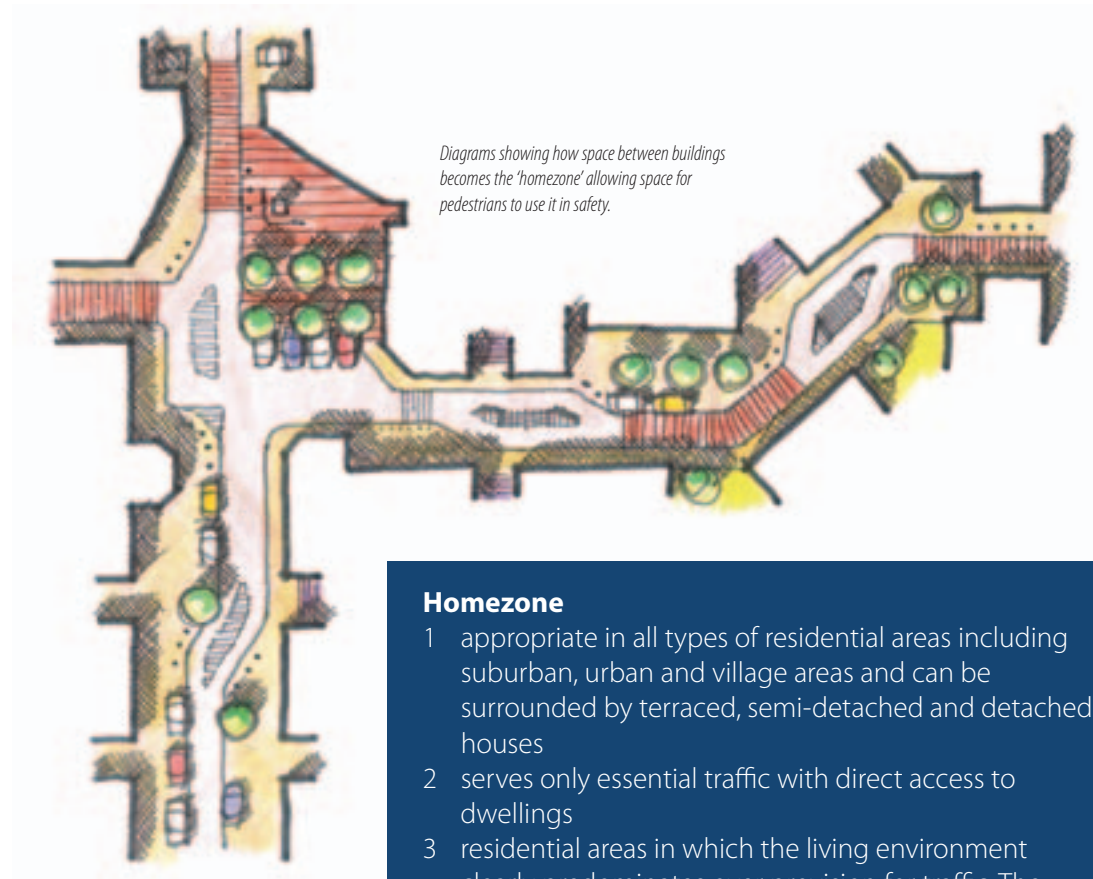 Diagrams showing how space between buildings
becomes the ‘homezone’ allowing space for
pedestrians to use it in safety.
Homezone
1 appropriate in all types of residential areas including
suburban, urban and village areas and can be
surrounded by terraced, semi-detached and detached
houses
2 serves only essential traffic with direct access to
dwellings
3 residential areas in which the living environment